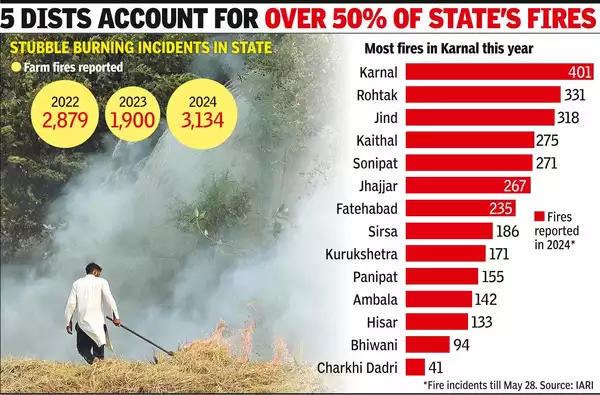 5 DISTS ACCOUNT FOR OVER 50% OF STATE'S FIRES
STUBBLE BURNING INCIDENTS IN STATE
Farm fires reported
2022
2,879
2023
1,900
2024
3,134
Most fires in Karnal this year
Karnal 401
Rohtak 331
Jind 318
Kaithal 275
Sonipat 271
Jhajjar 267
Fatehabad 235
Sirsa 186
Kurukshetra 171
Panipat 155
Ambala 142
Hisar 133
Bhiwani 94
Charkhi Dadri 41
Fires
reported
in 2024*
*Fire incidents till May 28. Source: IARI